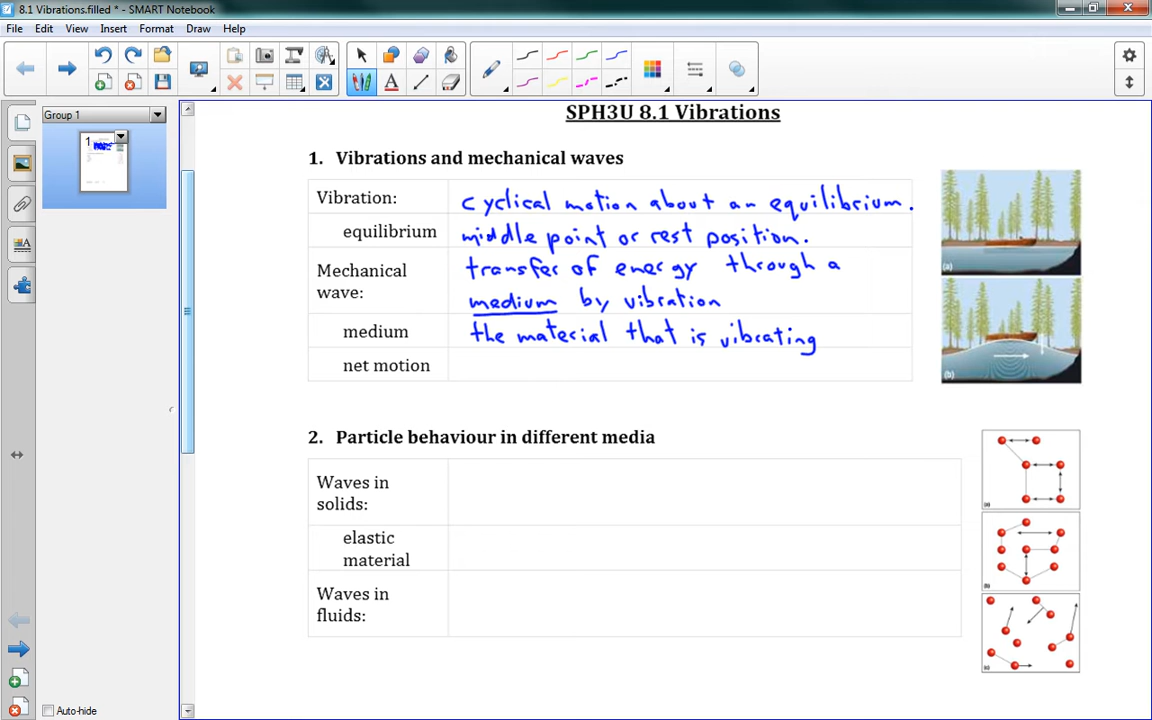 8.1 Vibrations.filled * - SMART Notebook
File Edit View Insert Format Draw Help
Group 1
1
SPH3U 8.1 Vibrations
1. Vibrations and mechanical waves
Vibration: cyclical motion about an equilibrium.
equilibrium middle point or rest position.
Mechanical transfer of energy through a
wave: medium by vibration
medium the material that is vibrating
net motion
(a)
(b)
2. Particle behaviour in different media
Waves in
solids:
elastic
material
Waves in
fluids:
(a)
(b)
(c)
Auto-hide